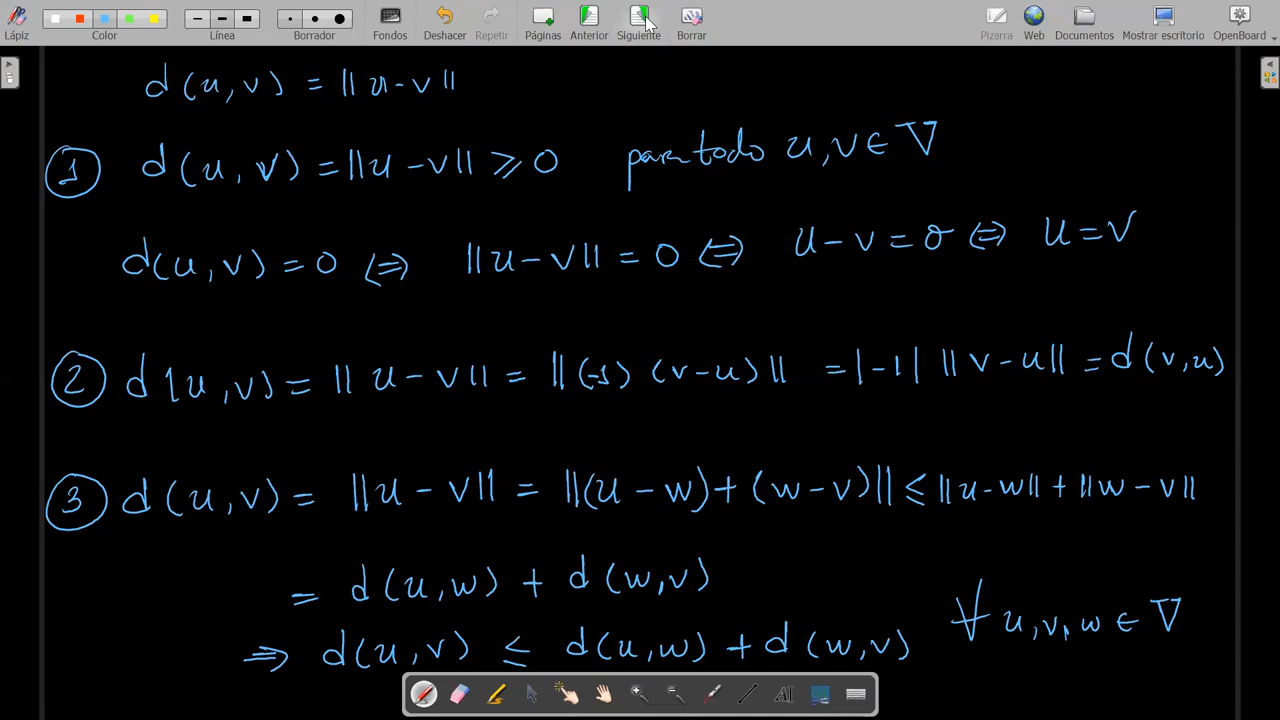 Lápiz Color Línea Borrador Fondos Deshacer Repetir Páginas Anterior Siguiente Borrar Pizarra Web Documentos Mostrar escritorio OpenBoard
d(u,v) = ||u-v||
① d(u,v) = ||u-v|| ⩾ 0 para todo u,v ∈ V
d(u,v) = 0 ⇔ ||u-v|| = 0 ⇔ u-v = 0 ⇔ u=v
② d(u,v) = ||u-v|| = ||(-1)(v-u)|| = |-1| ||v-u|| = d(v,u)
③ d(u,v) = ||u-v|| = ||(u-w)+(w-v)|| ≤ ||u-w|| + ||w-v||
= d(u,w) + d(w,v)
⇒ d(u,v) ≤ d(u,w) + d(w,v) ∀ u,v,w ∈ V
AI